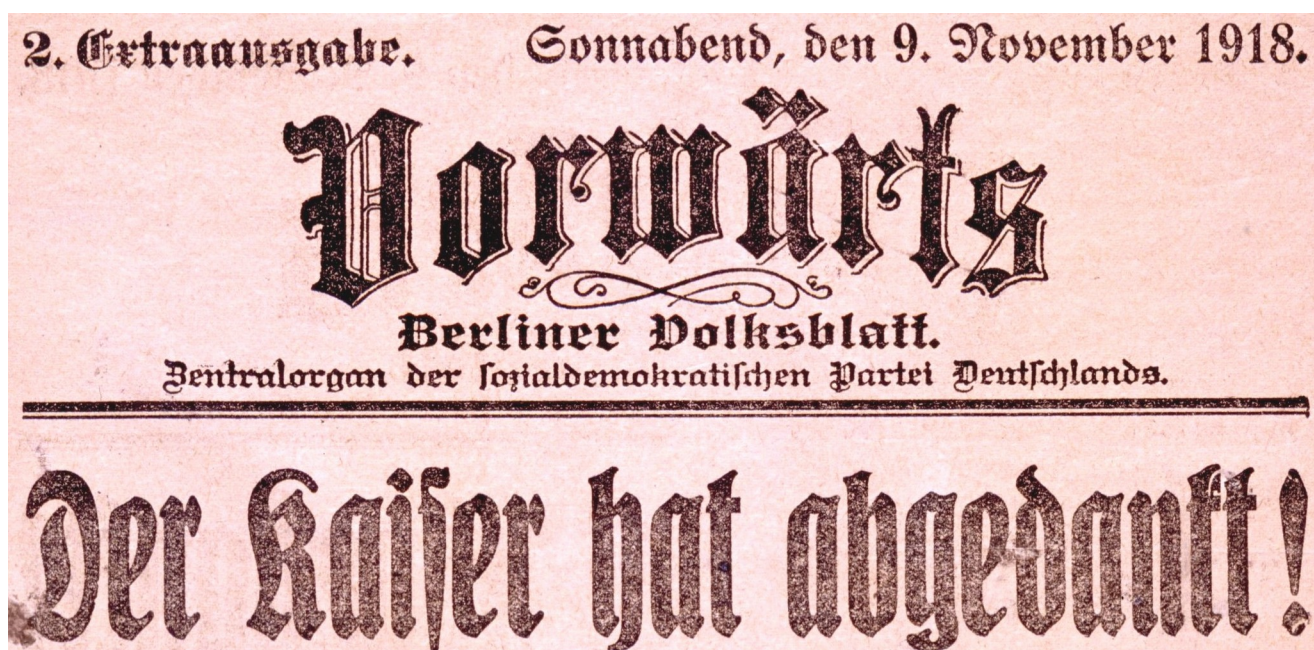 2. Extraausgabe. Sonnabend, den 9. November 1918.
Vorwärts
Berliner Volksblatt.
Zentralorgan der sozialdemokratischen Partei Deutschlands.
Der Kaiser hat abgedankt!